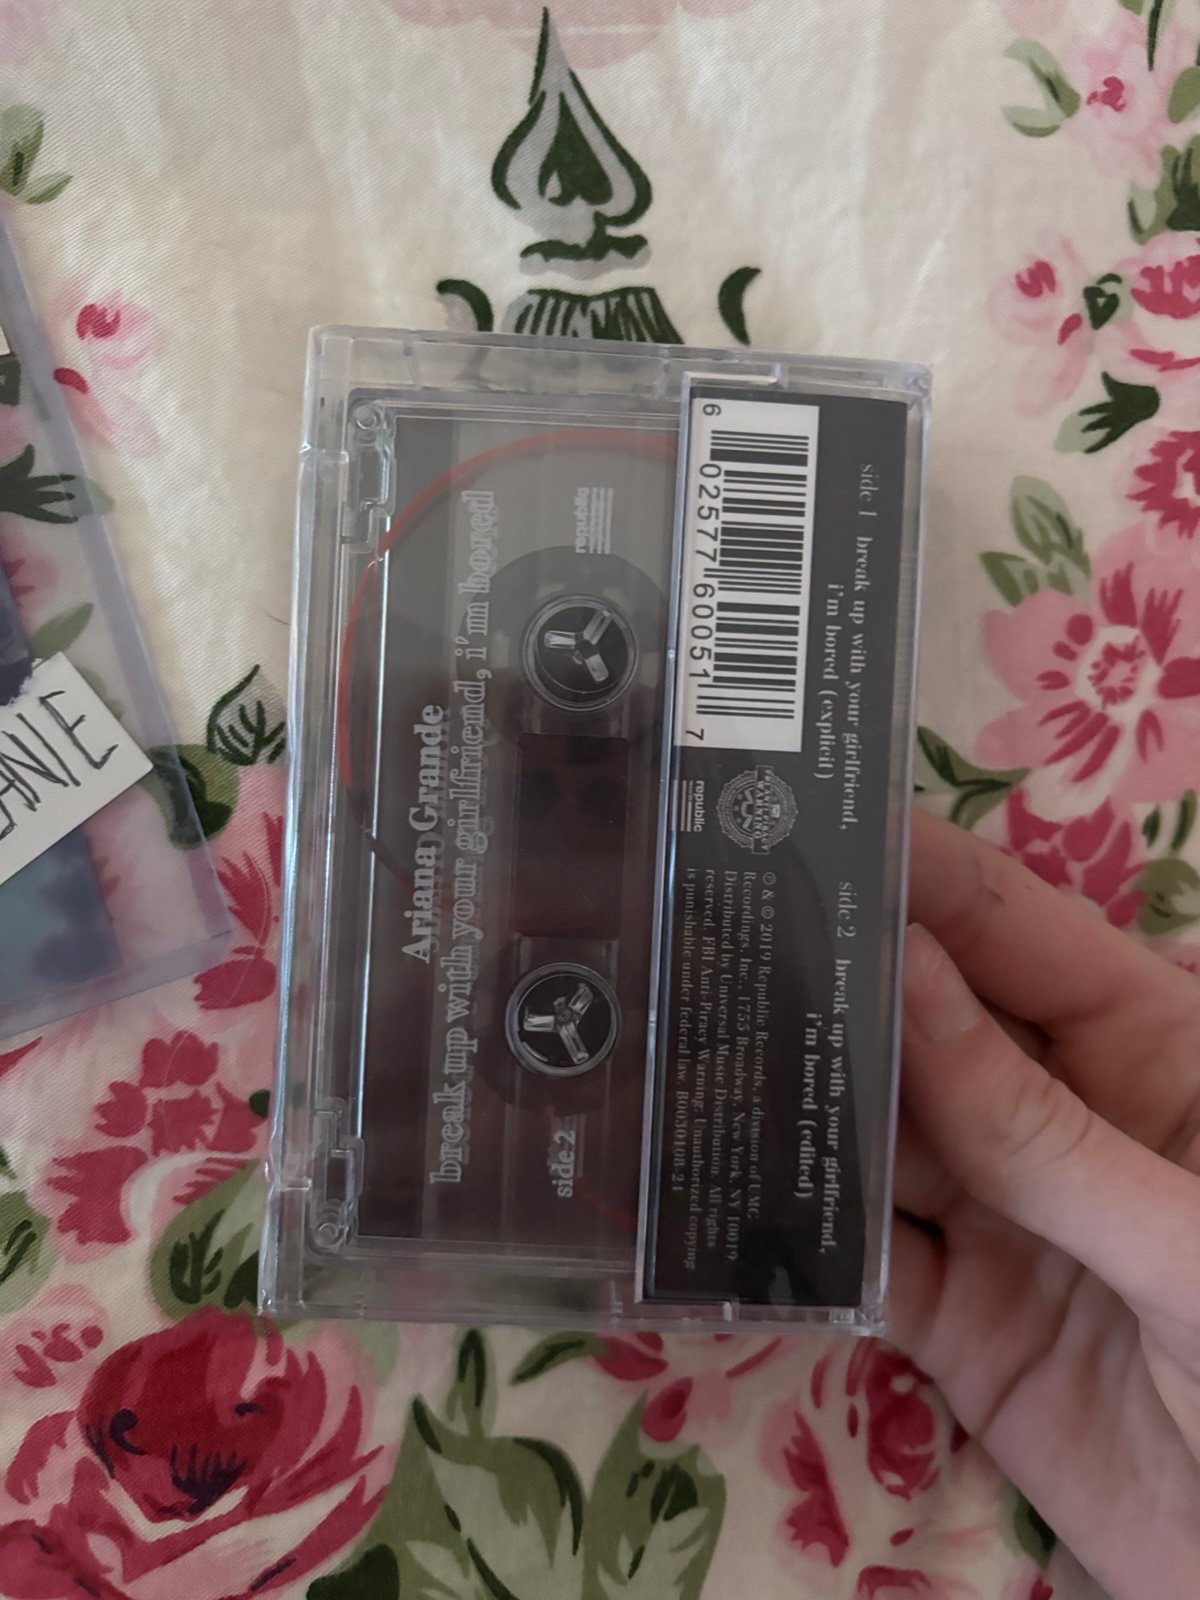 side 1 break up with your girlfriend,
i'm bored (explicit)
side 2 break up with your girlfriend,
i'm bored (edited)
6 02577 60051 7
republic
℗ & © 2019 Republic Records, a division of UMG
Recordings, Inc., 1755 Broadway, New York, NY 10019
Distributed by Universal Music Distribution. All rights
reserved. FBI Anti-Piracy Warning: Unauthorized copying
is punishable under federal law. B0030108-24
republic
side 2
Ariana Grande
break up with your girlfriend, i'm bored
ANIE